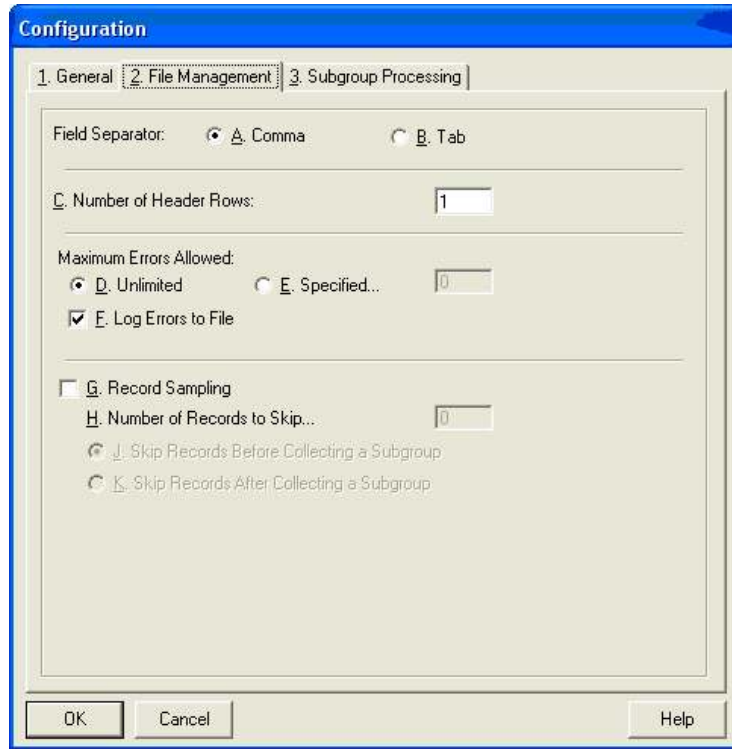 Configuration
1. General 2. File Management 3. Subgroup Processing
Field Separator: A. Comma B. Tab
C. Number of Header Rows: 1
Maximum Errors Allowed:
D. Unlimited E. Specified... 0
F. Log Errors to File
G. Record Sampling
H. Number of Records to Skip... 0
J. Skip Records Before Collecting a Subgroup
K. Skip Records After Collecting a Subgroup
OK Cancel Help